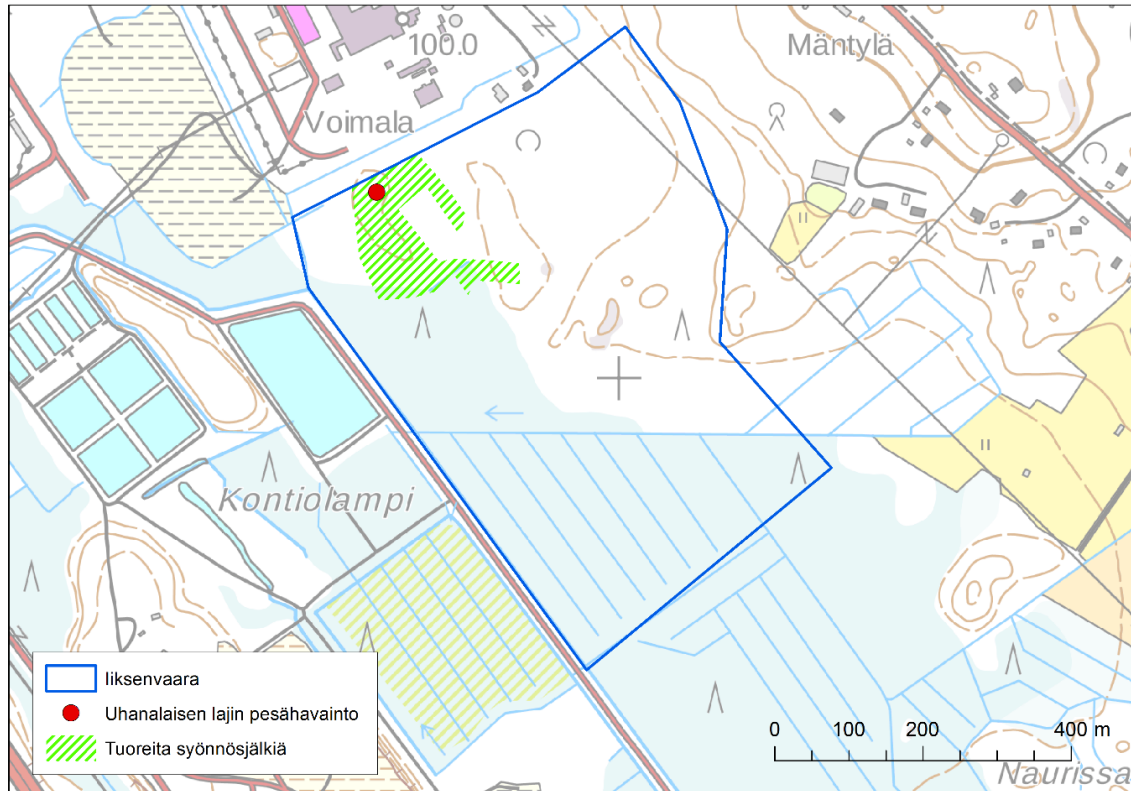 100.0
Mäntylä
Voimala
Kontiolampi
Iiksenvaara
Uhanalaisen lajin pesähavainto
Tuoreita syönnösjälkiä
0 100 200 400 m
Naurissa